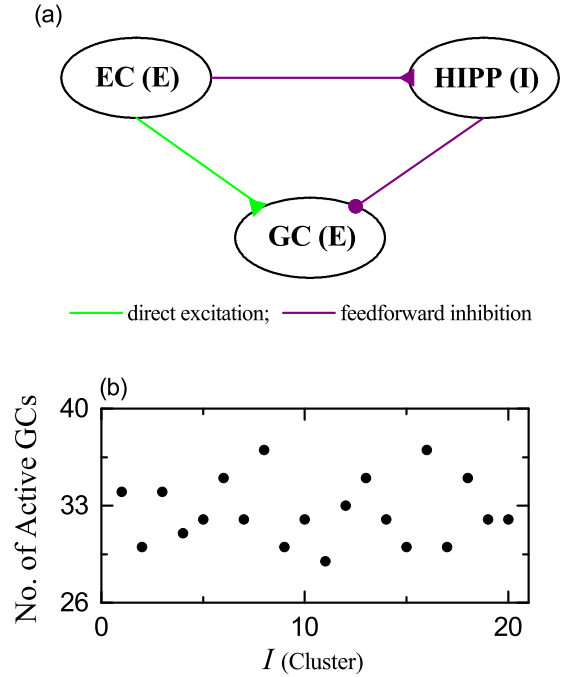 (a)
EC (E)
HIPP (I)
GC (E)
direct excitation;
feedforward inhibition
(b)
No. of Active GCs
40
33
26
0
10
20
I (Cluster)